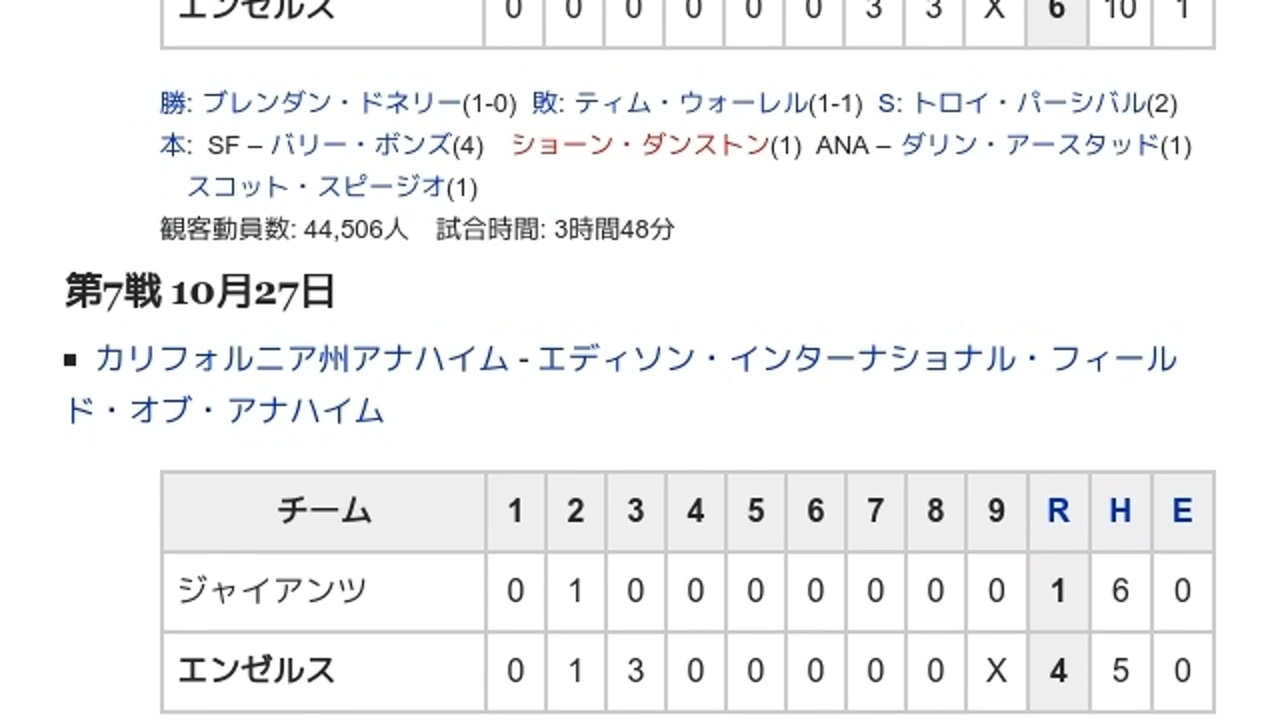 エンゼルス 0 0 0 0 0 0 3 3 X 6 10 1
勝: ブレンダン・ドネリー(1-0) 敗: ティム・ウォーレル(1-1) S: トロイ・パーシバル(2)
本: SF – バリー・ボンズ(4) ショーン・ダンストン(1) ANA – ダリン・アースタッド(1)
スコット・スピージオ(1)
観客動員数: 44,506人 試合時間: 3時間48分
第7戦 10月27日
▪ カリフォルニア州アナハイム - エディソン・インターナショナル・フィール
ド・オブ・アナハイム
チーム 1 2 3 4 5 6 7 8 9 R H E
ジャイアンツ 0 1 0 0 0 0 0 0 0 1 6 0
エンゼルス 0 1 3 0 0 0 0 0 X 4 5 0